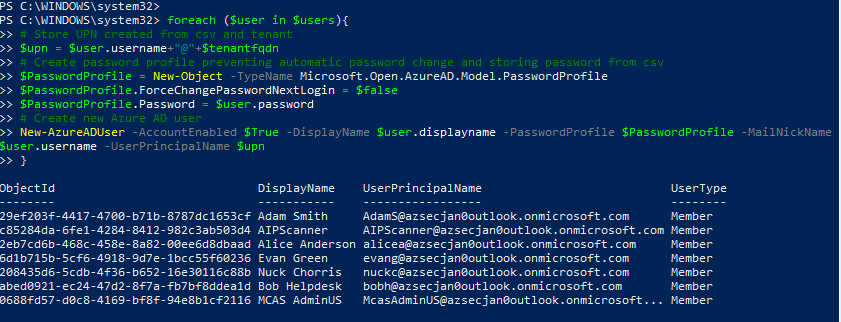 PS C:\WINDOWS\system32>
PS C:\WINDOWS\system32> foreach ($user in $users){
>> # Store UPN created from csv and tenant
>> $upn = $user.username+"@"+$tenantfqdn
>> # Create password profile preventing automatic password change and storing password from csv
>> $PasswordProfile = New-Object -TypeName Microsoft.Open.AzureAD.Model.PasswordProfile
>> $PasswordProfile.ForceChangePasswordNextLogin = $false
>> $PasswordProfile.Password = $user.password
>> # Create new Azure AD user
>> New-AzureADUser -AccountEnabled $True -DisplayName $user.displayname -PasswordProfile $PasswordProfile -MailNickName
$user.username -UserPrincipalName $upn
>> }
ObjectId DisplayName UserPrincipalName UserType
-------- ----------- ----------------- --------
29ef203f-4417-4700-b71b-8787dc1653cf Adam Smith AdamS@azsecjan0outlook.onmicrosoft.com Member
c85284da-6fe1-4284-8412-982c3ab503d4 AIPScanner AIPScanner@azsecjan0outlook.onmicrosoft.com Member
2eb7cd6b-468c-458e-8a82-00ee6d8dbaad Alice Anderson alicea@azsecjan0outlook.onmicrosoft.com Member
6d1b715b-5cf6-4918-9d7e-1bcc55f60236 Evan Green evang@azsecjan0outlook.onmicrosoft.com Member
208435d6-5cdb-4f36-b652-16e30116c88b Nuck Chorris nuckc@azsecjan0outlook.onmicrosoft.com Member
abed0921-ec24-47d2-8f7a-fb7bf8ddea1d Bob Helpdesk bobh@azsecjan0outlook.onmicrosoft.com Member
0688fd57-d0c8-4169-bf8f-94e8b1cf2116 MCAS AdminUS McasAdminUS@azsecjan0outlook.onmicrosoft... Member